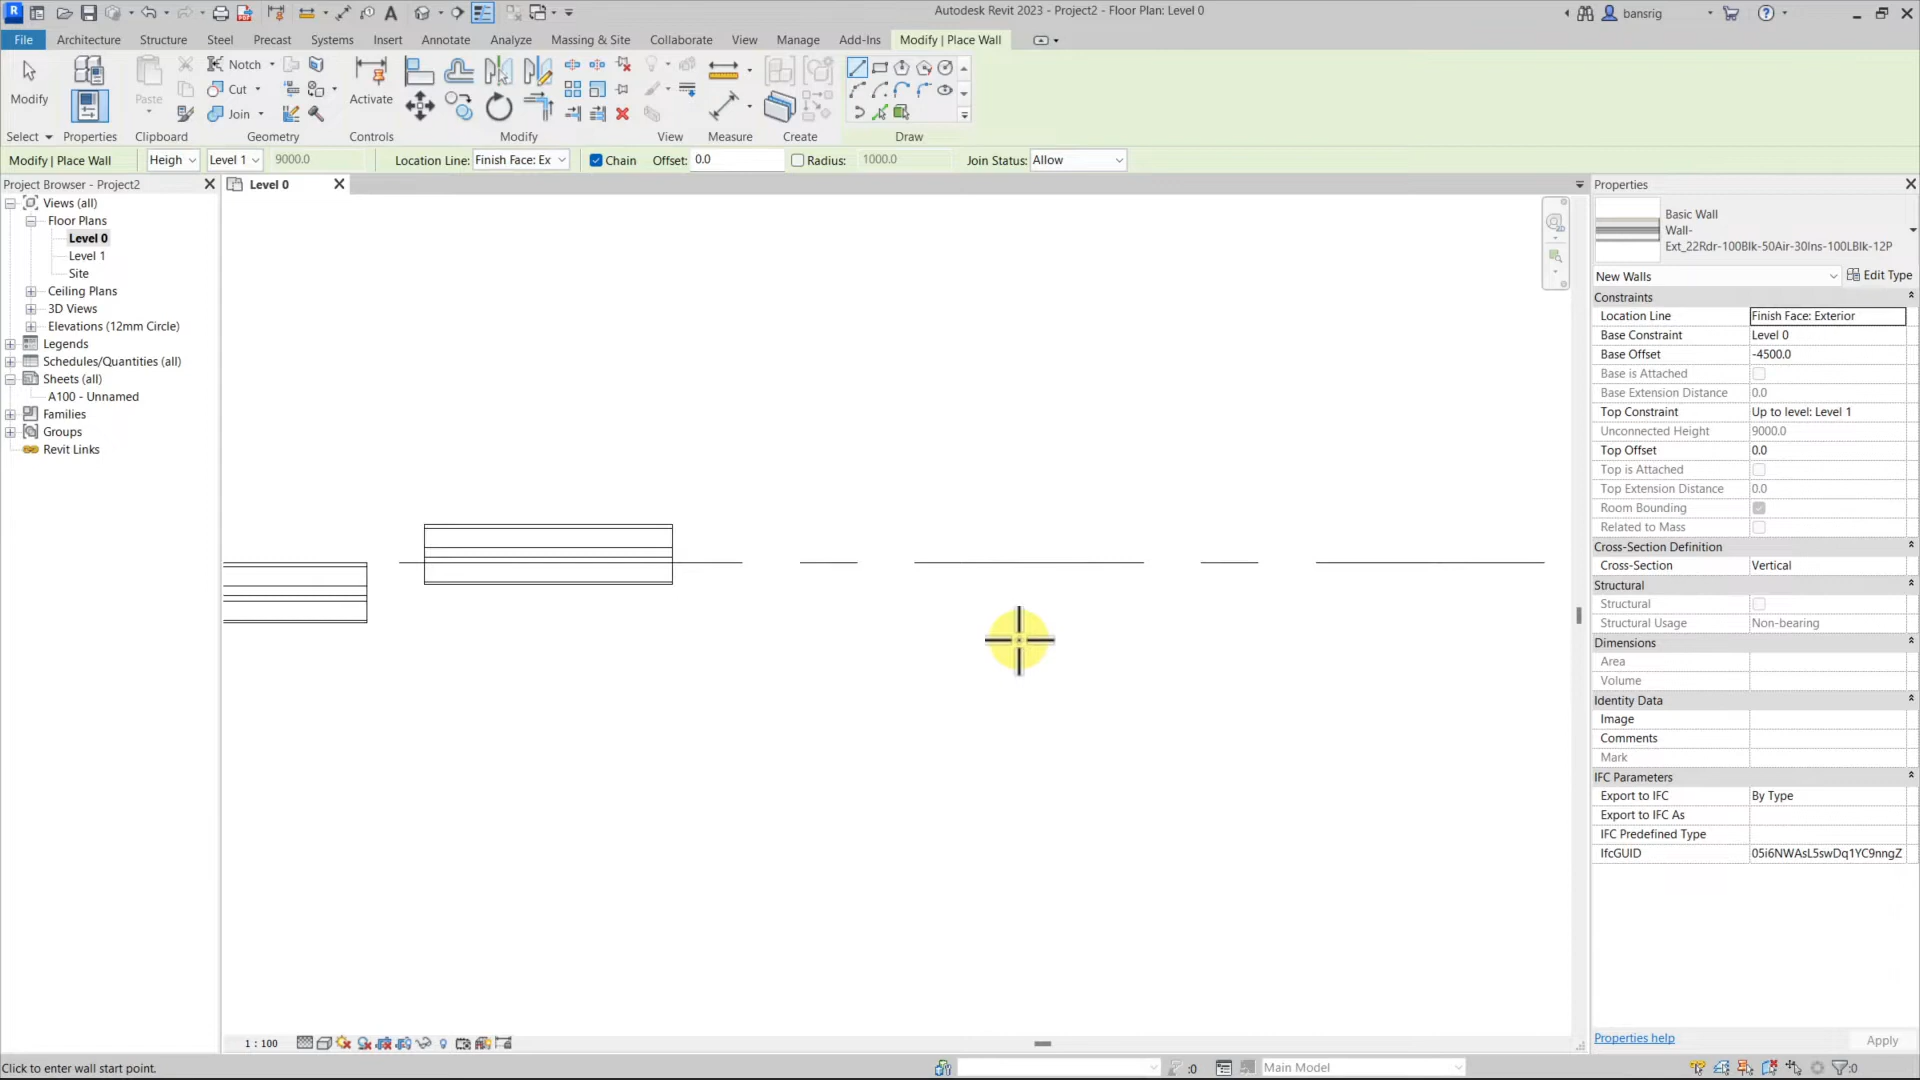 Autodesk Revit 2023 - Project2 - Floor Plan: Level 0
bansrig
File Architecture Structure Steel Precast Systems Insert Annotate Analyze Massing & Site Collaborate View Manage Add-Ins Modify | Place Wall
Modify
Paste
Notch
Cut
Join
Activate
Select Properties Clipboard Geometry Controls Modify View Measure Create Draw
Modify | Place Wall Heigh Level 1 9000.0 Location Line: Finish Face: Ex Chain Offset: 0.0 Radius: 1000.0 Join Status: Allow
Project Browser - Project2
Views (all)
Floor Plans
Level 0
Level 1
Site
Ceiling Plans
3D Views
Elevations (12mm Circle)
Legends
Schedules/Quantities (all)
Sheets (all)
A100 - Unnamed
Families
Groups
Revit Links
Level 0
2D
Properties
Basic Wall
Wall-
Ext_22Rdr-100Blk-50Air-30Ins-100LBlk-12P
New Walls Edit Type
Constraints
Location Line Finish Face: Exterior
Base Constraint Level 0
Base Offset -4500.0
Base is Attached
Base Extension Distance 0.0
Top Constraint Up to level: Level 1
Unconnected Height 9000.0
Top Offset 0.0
Top is Attached
Top Extension Distance 0.0
Room Bounding
Related to Mass
Cross-Section Definition
Cross-Section Vertical
Structural
Structural
Structural Usage Non-bearing
Dimensions
Area
Volume
Identity Data
Image
Comments
Mark
IFC Parameters
Export to IFC By Type
Export to IFC As
IFC Predefined Type
IfcGUID 05i6NWAsL5swDq1YC9nngZ
Properties help Apply
1 : 100
Click to enter wall start point.
:0
Main Model
:0